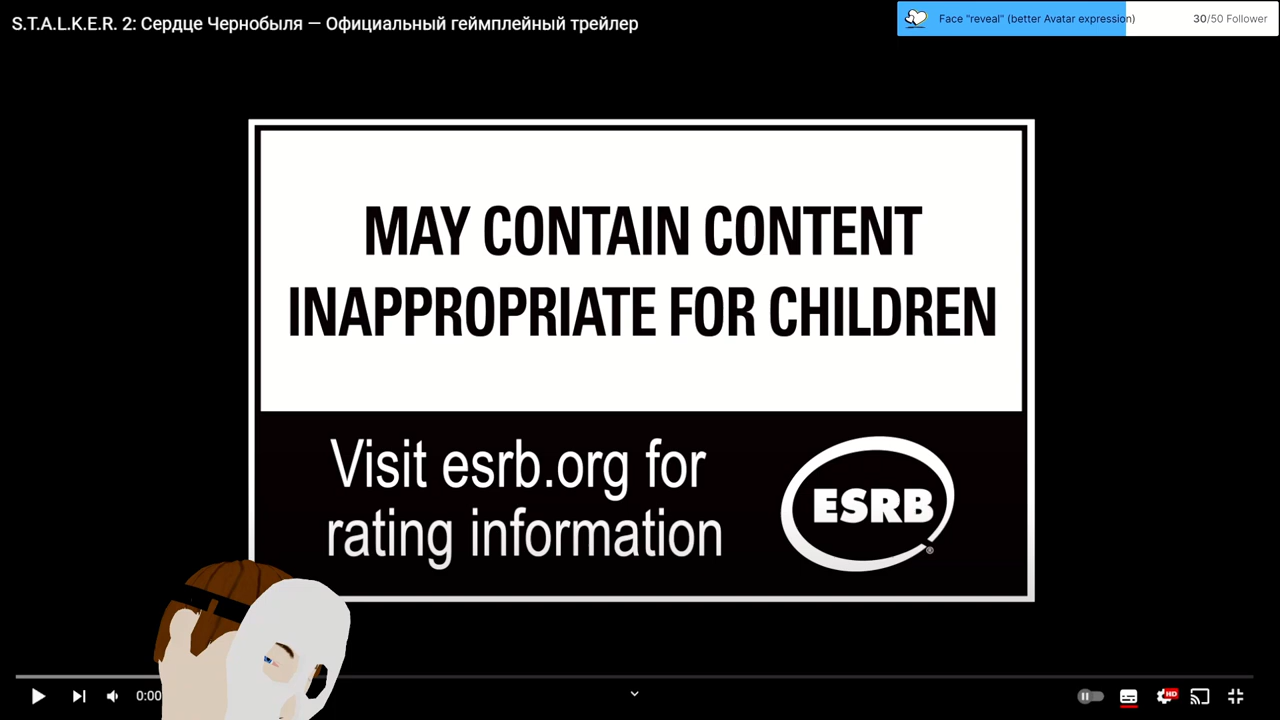 S.T.A.L.K.E.R. 2: Сердце Чернобыля — Официальный геймплейный трейлер
Face "reveal" (better Avatar expression)
30/50 Follower
MAY CONTAIN CONTENT
INAPPROPRIATE FOR CHILDREN
Visit esrb.org for
rating information
ESRB
®
0:00
HD